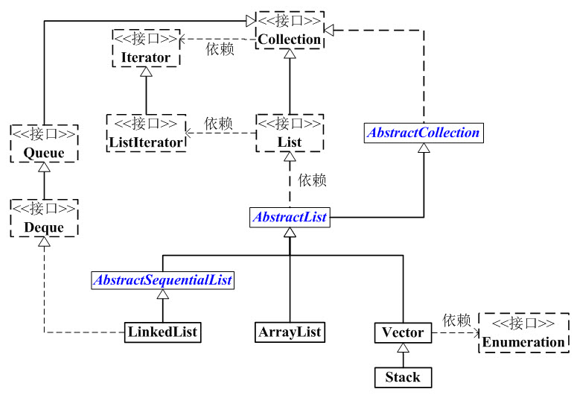 <<接口>>
Collection
<<接口>>
Iterator
依赖
<<接口>>
Queue
<<接口>>
ListIterator
依赖
<<接口>>
List
AbstractCollection
依赖
<<接口>>
Deque
AbstractList
AbstractSequentialList
LinkedList
ArrayList
Vector
依赖
<<接口>>
Enumeration
Stack